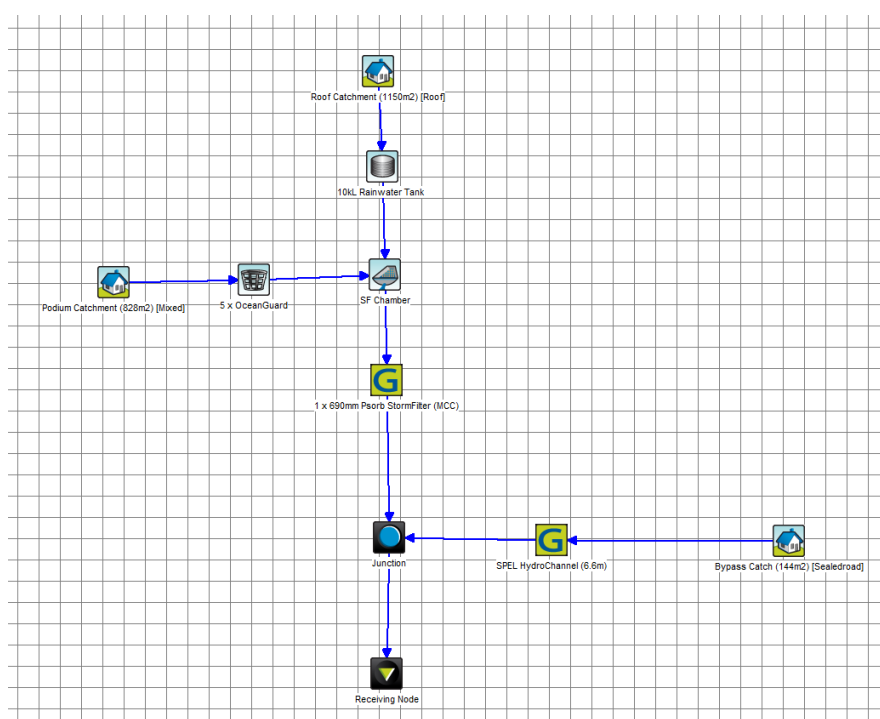 Roof Catchment (1150m2) [Roof]
10kL Rainwater Tank
Podium Catchment (828m2) [Mixed]
5 x OceanGuard
SF Chamber
G
1 x 690mm Psorb StormFilter (MCC)
Junction
G
SPEL HydroChannel (6.6m)
Bypass Catch (144m2) [Sealedroad]
Receiving Node